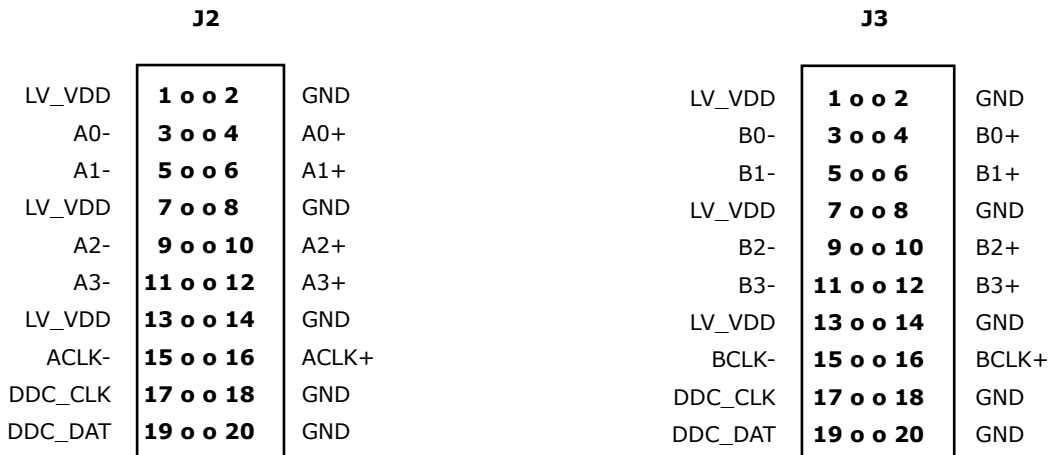 J2
LV_VDD 1 o o 2 GND
A0- 3 o o 4 A0+
A1- 5 o o 6 A1+
LV_VDD 7 o o 8 GND
A2- 9 o o 10 A2+
A3- 11 o o 12 A3+
LV_VDD 13 o o 14 GND
ACLK- 15 o o 16 ACLK+
DDC_CLK 17 o o 18 GND
DDC_DAT 19 o o 20 GND
J3
LV_VDD 1 o o 2 GND
B0- 3 o o 4 B0+
B1- 5 o o 6 B1+
LV_VDD 7 o o 8 GND
B2- 9 o o 10 B2+
B3- 11 o o 12 B3+
LV_VDD 13 o o 14 GND
BCLK- 15 o o 16 BCLK+
DDC_CLK 17 o o 18 GND
DDC_DAT 19 o o 20 GND